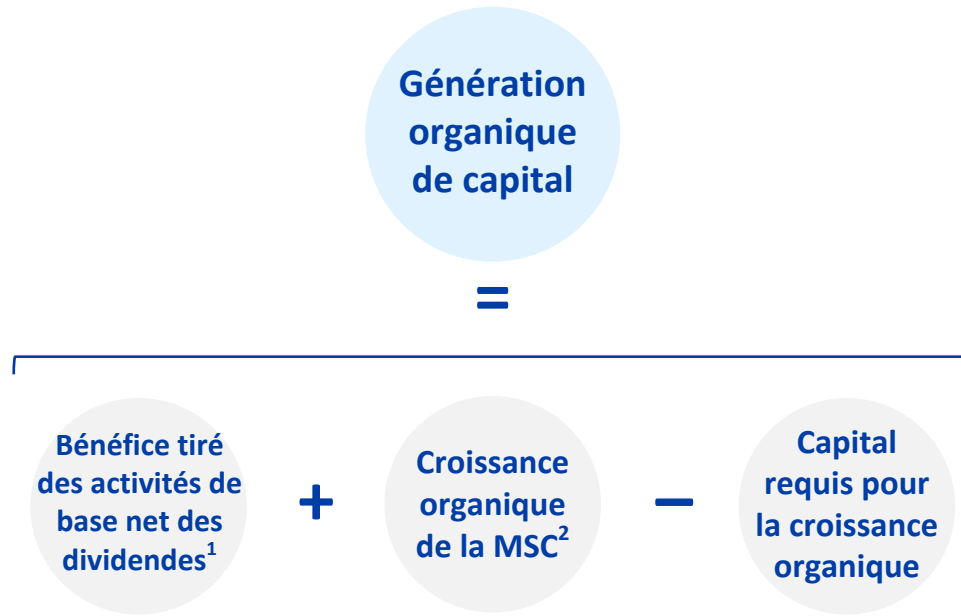 Génération
organique
de capital
=
Bénéfice tiré
des activités de
base net des
dividendes¹
+
Croissance
organique
de la MSC²
−
Capital
requis pour
la croissance
organique